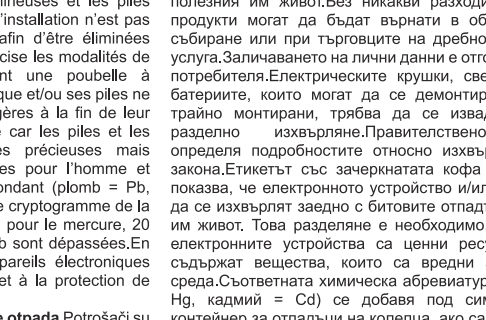 mineuses et les piles
l'installation n'est pas
afin d'être éliminées
cise les modalités de
nt une poubelle à
que et/ou ses piles ne
gères à la fin de leur
car les piles et les
es précieuses mais
es pour l'homme et
ondant (plomb = Pb,
e cryptogramme de la
pour le mercure, 20
b sont dépassées.En
pareils électroniques
et à la protection de
e otpada Potrošači su
полезния им живот.Без никакви разходи
продукти могат да бъдат върнати в об
събиране или при търговците на дребно
услуга.Заличаването на лични данни е отго
потребителя.Електрическите крушки, све
батериите, които могат да се демонтир
трайно монтирани, трябва да се извад
разделно изхвърляне.Правителствено
определя подробностите относно изхвъ
закона.Етикетът със зачеркнатата кофа
показва, че електронното устройство и/ил
да се изхвърлят заедно с битовите отпадъ
им живот. Това разделяне е необходимо
електронните устройства са ценни ресу
съдържат вещества, които са вредни
среда.Съответната химическа абревиатур
Hg, кадмий = Cd) се добавя под сим
контейнер за отпадъци на колелца, ако са